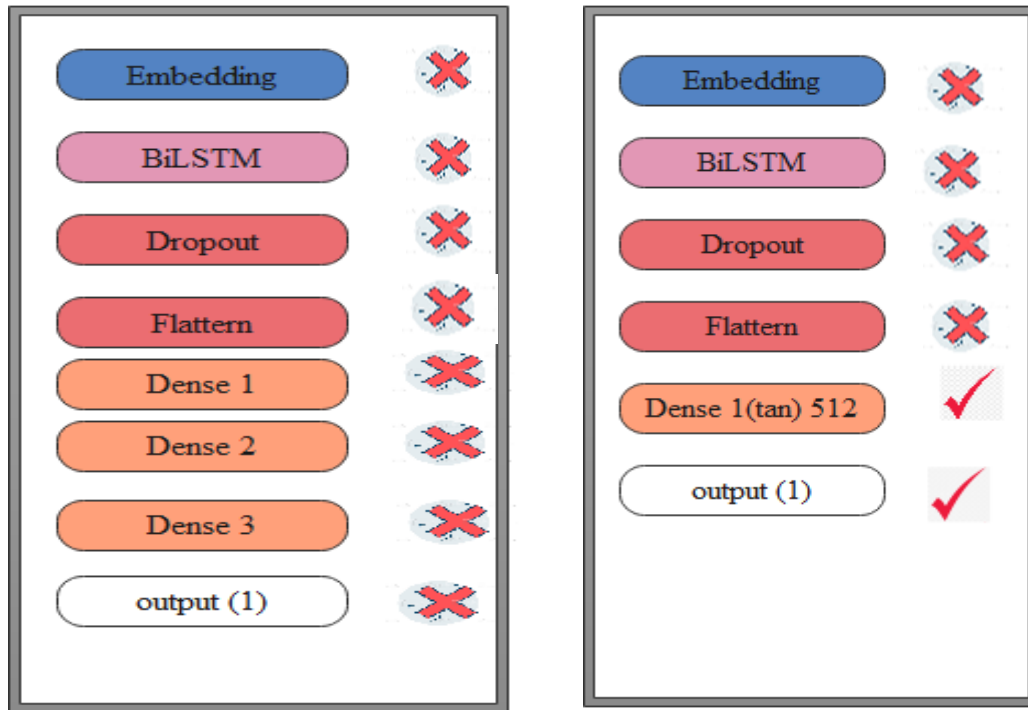 Embedding
BiLSTM
Dropout
Flattern
Dense 1
Dense 2
Dense 3
output (1)
Embedding
BiLSTM
Dropout
Flattern
Dense 1(tan) 512
output (1)